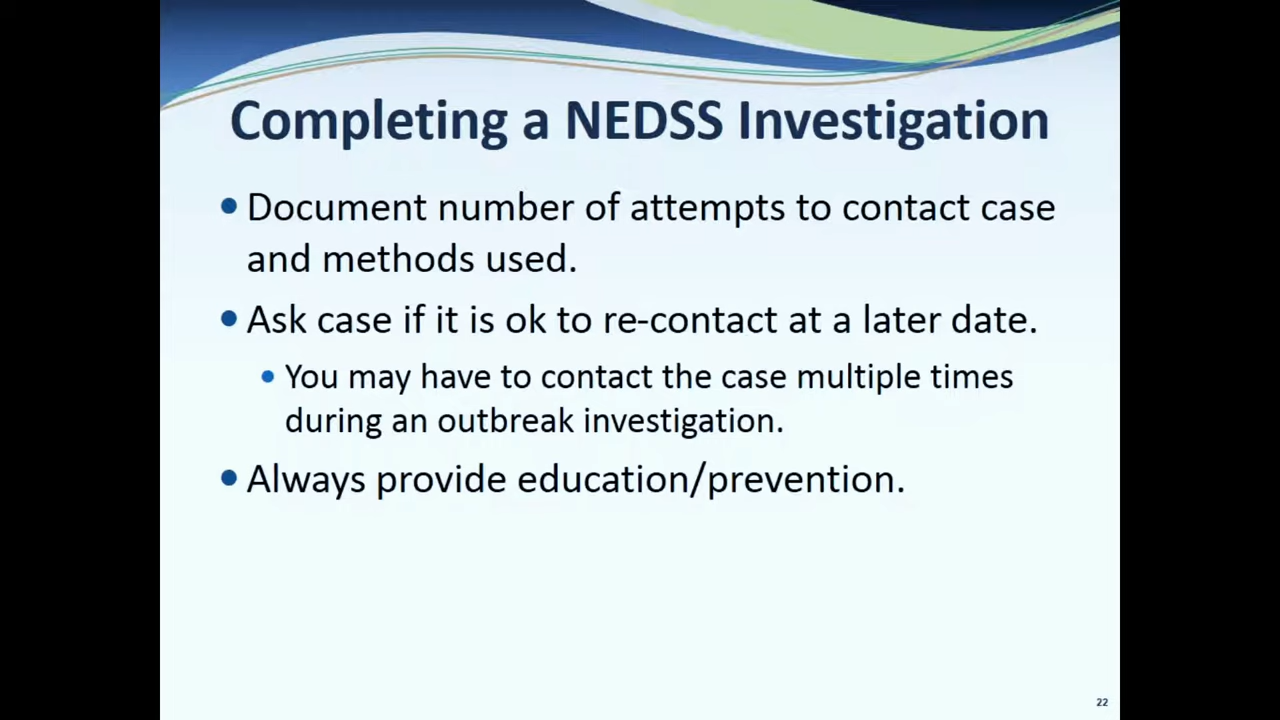 Completing a NEDSS Investigation
• Document number of attempts to contact case
and methods used.
• Ask case if it is ok to re-contact at a later date.
• You may have to contact the case multiple times
during an outbreak investigation.
• Always provide education/prevention.
22